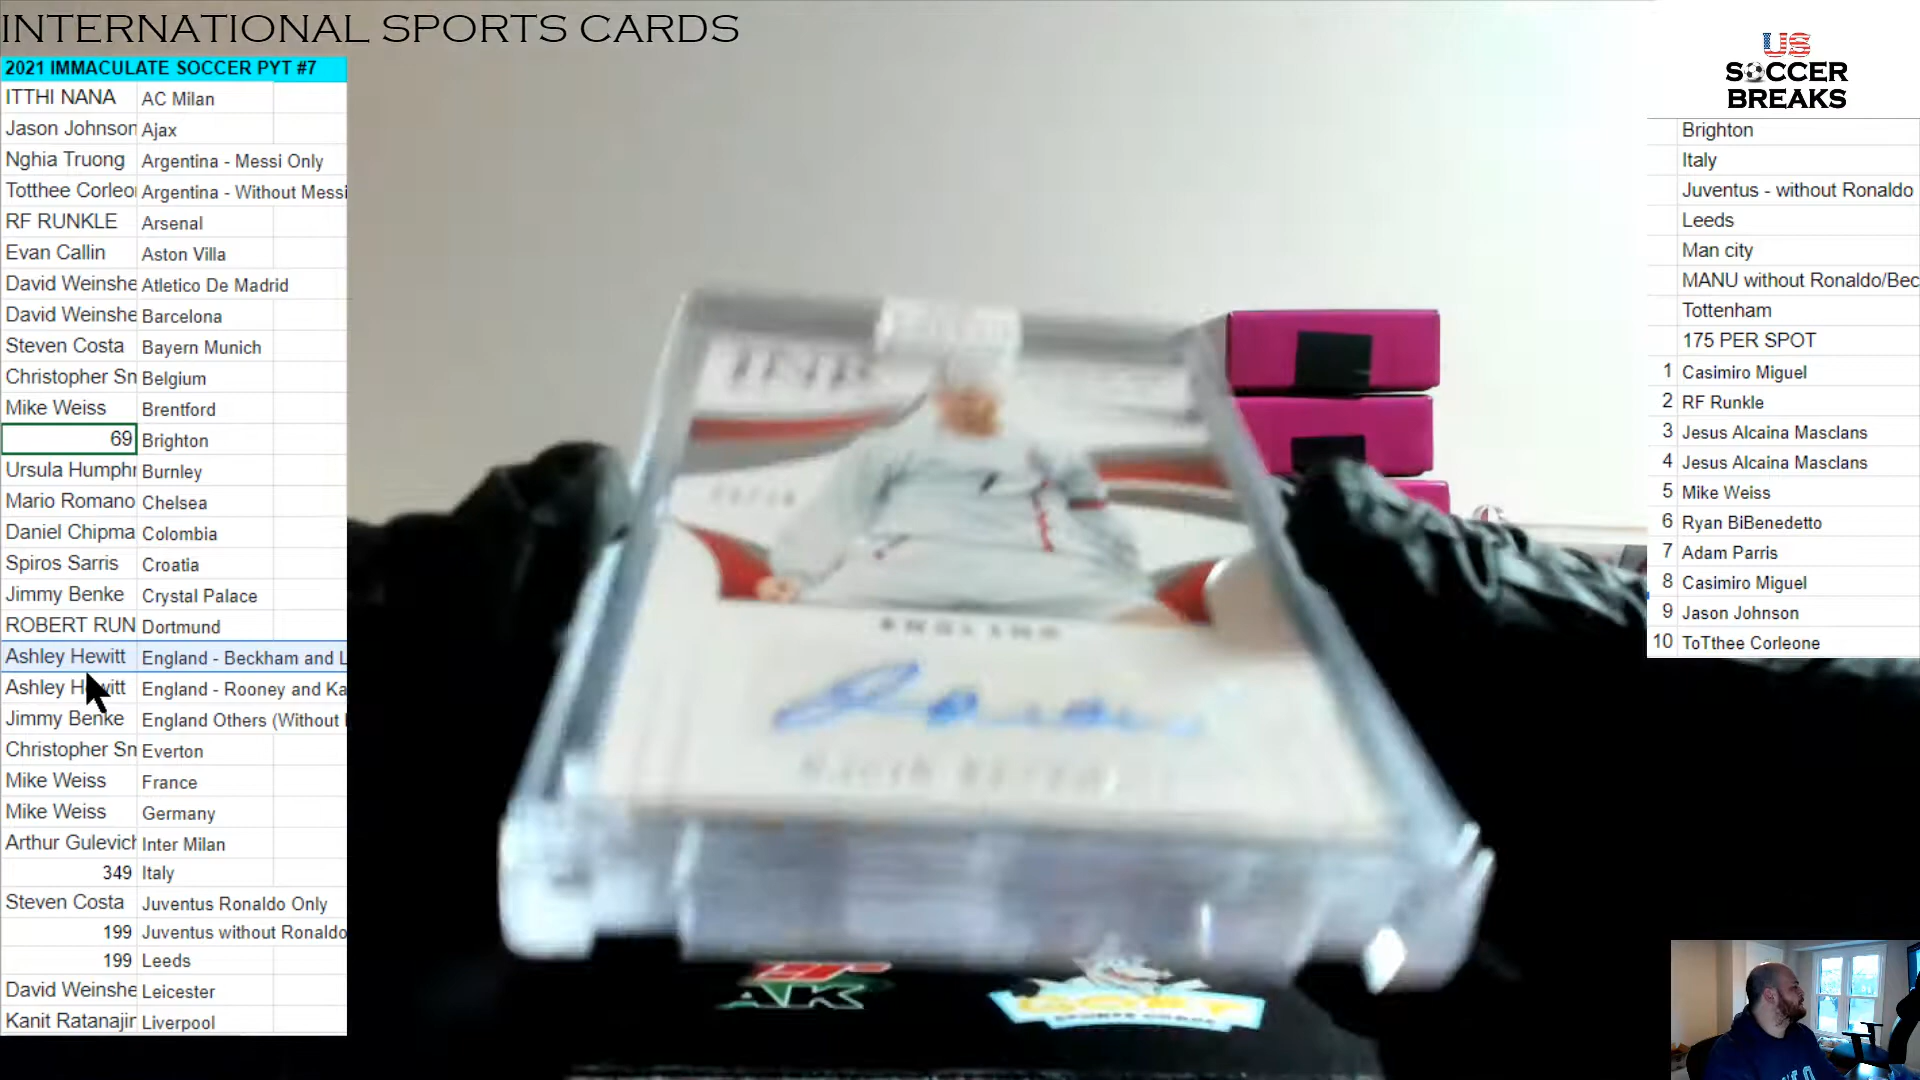 INTERNATIONAL SPORTS CARDS
2021 IMMACULATE SOCCER PYT #7
ITTHI NANA AC Milan
Jason Johnson Ajax
Nghia Truong Argentina - Messi Only
Totthee Corleo Argentina - Without Messi
RF RUNKLE Arsenal
Evan Callin Aston Villa
David Weinshe Atletico De Madrid
David Weinshe Barcelona
Steven Costa Bayern Munich
Christopher Sn Belgium
Mike Weiss Brentford
69 Brighton
Ursula Humphr Burnley
Mario Romano Chelsea
Daniel Chipma Colombia
Spiros Sarris Croatia
Jimmy Benke Crystal Palace
ROBERT RUN Dortmund
Ashley Hewitt England - Beckham and L
Ashley Hewitt England - Rooney and Ka
Jimmy Benke England Others (Without
Christopher Sn Everton
Mike Weiss France
Mike Weiss Germany
Arthur Gulevich Inter Milan
349 Italy
Steven Costa Juventus Ronaldo Only
199 Juventus without Ronaldo
199 Leeds
David Weinshe Leicester
Kanit Ratanajir Liverpool
ENGLAND
US
SOCCER
BREAKS
Brighton
Italy
Juventus - without Ronaldo
Leeds
Man city
MANU without Ronaldo/Bec
Tottenham
175 PER SPOT
1 Casimiro Miguel
2 RF Runkle
3 Jesus Alcaina Masclans
4 Jesus Alcaina Masclans
5 Mike Weiss
6 Ryan BiBenedetto
7 Adam Parris
8 Casimiro Miguel
9 Jason Johnson
10 ToTthee Corleone